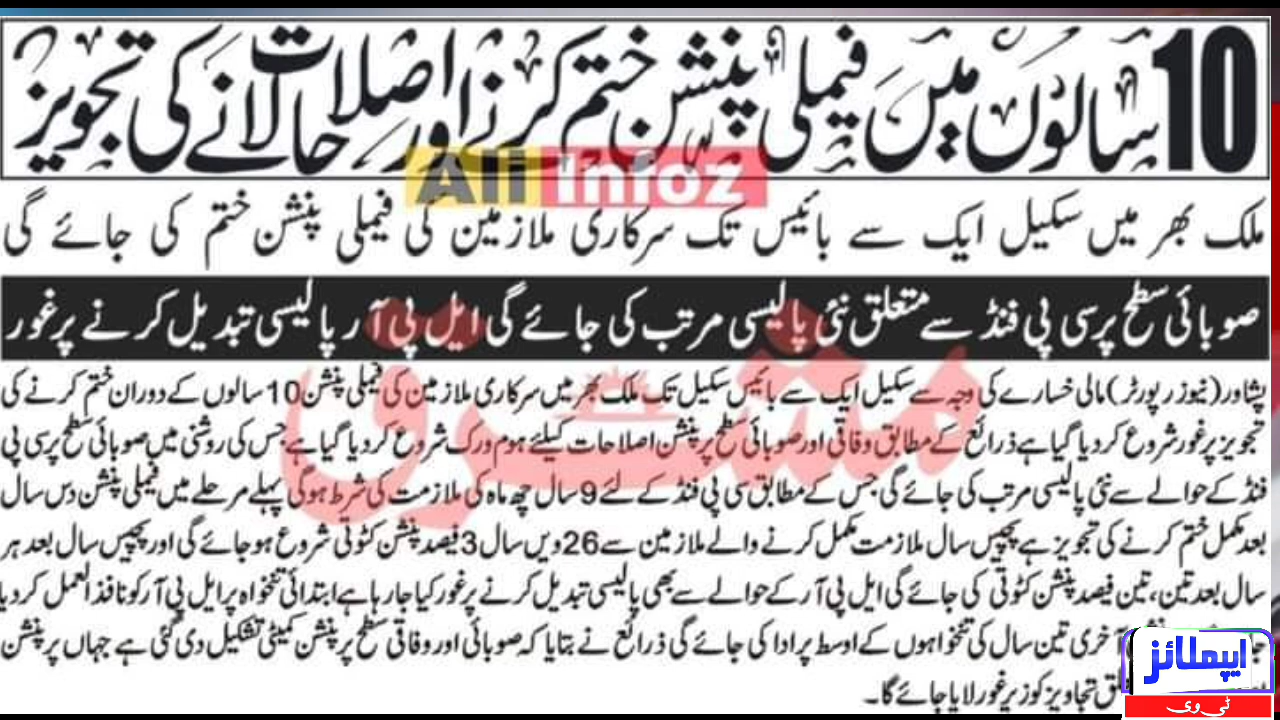 10 سالوں میں فیملی پنشن ختم کرنے اور اصلاحات لانے کی تجویز
Ali Infoz
ملک بھر میں سکیل ایک سے بائیس تک سرکاری ملازمین کی فیملی پنشن ختم کی جائے گی
صوبائی سطح پر سی پی فنڈ سے متعلق نئی پالیسی مرتب کی جائے گی ایل پی آر پالیسی تبدیل کرنے پر غور
مشرق
پشاور (نیوز رپورٹر) مالی خسارے کی وجہ سے سکیل ایک سے بائیس سکیل تک ملک بھر میں سرکاری ملازمین کی فیملی پنشن 10 سالوں کے دوران ختم کرنے کی
تجویز پر غور شروع کر دیا گیا ہے ذرائع کے مطابق وفاقی اور صوبائی سطح پر پنشن اصلاحات کیلئے ہوم ورک شروع کر دیا گیا ہے جس کی روشنی میں صوبائی سطح پر سی پی
فنڈ کے حوالے سے نئی پالیسی مرتب کی جائے گی جس کے مطابق سی پی فنڈ کے لئے 9 سال چھ ماہ کی ملازمت کی شرط ہوگی پہلے مرحلے میں فیملی پنشن دس سال
بعد مکمل ختم کرنے کی تجویز ہے پچیس سال ملازمت مکمل کرنے والے ملازمین سے 26 ویں سال 3 فیصد پنشن کٹوتی شروع ہو جائے گی اور پچیس سال بعد ہر
سال بعد تین، تین فیصد پنشن کٹوتی کی جائے گی ایل پی آر کے حوالے سے بھی پالیسی تبدیل کرنے پر غور کیا جا رہا ہے ابتدائی تنخواہ پر ایل پی آر کو نافذ العمل کر دیا
آخری تین سال کی تنخواہوں کے اوسط پر ادا کی جائے گی ذرائع نے بتایا کہ صوبائی اور وفاقی سطح پر پنشن کمیٹی تشکیل دی گئی ہے جہاں پر پنشن
تجاویز کو زیر غور لایا جائے گا۔
ایپملائز
ٹی وی